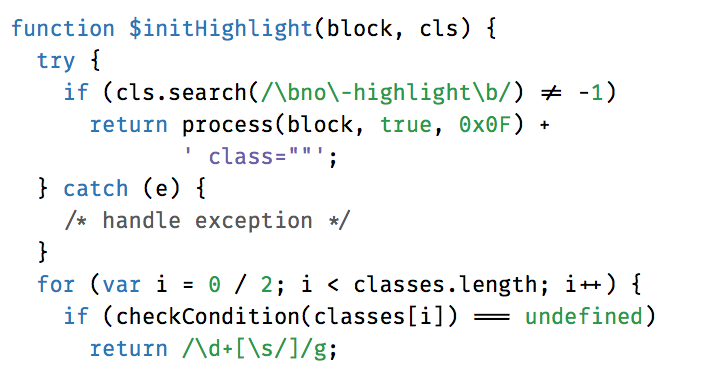 function $initHighlight(block, cls) {
  try {
    if (cls.search(/\bno\-highlight\b/) != -1)
      return process(block, true, 0x0F) +
             ' class=""';
  } catch (e) {
    /* handle exception */
  }
  for (var i = 0 / 2; i < classes.length; i++) {
    if (checkCondition(classes[i]) === undefined)
      return /\d+[\s/]/g;